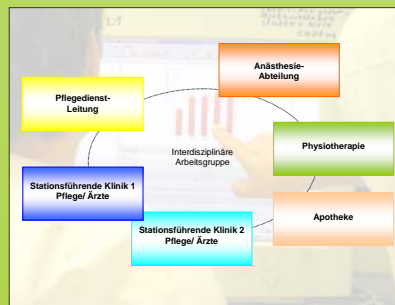 Anästhesie-
Abteilung
Pflegedienst-
Leitung
Interdisziplinäre
Arbeitsgruppe
Physiotherapie
Stationsführende Klinik 1
Pflege/ Ärzte
Apotheke
Stationsführende Klinik 2
Pflege/ Ärzte